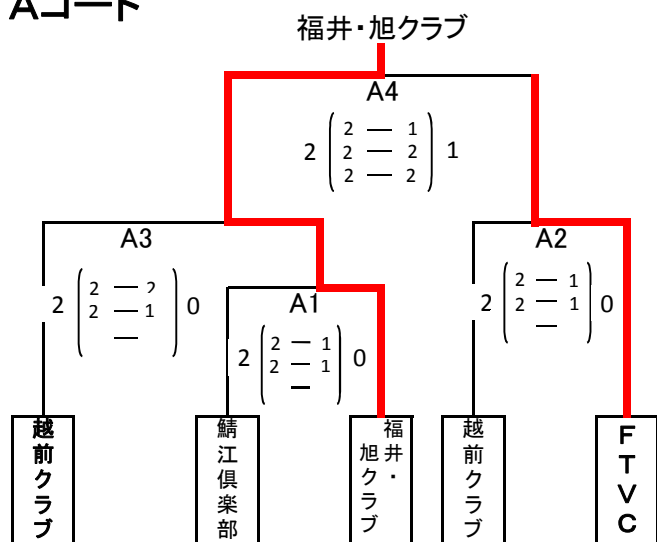 Aコート
福井・旭クラブ
A4
2 2 — 1 1
2 — 2
2 — 2
A3
2 2 — 2 0
2 — 1
—
A1
2 2 — 1 0
2 — 1
—
A2
2 2 — 1 0
2 — 1
—
越前クラブ
鯖江倶楽部
福井・
旭クラブ
越前クラブ
FTVC